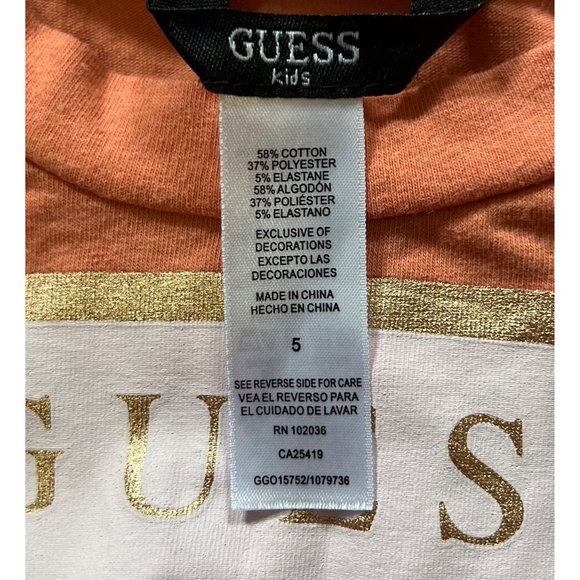 GUESS
kids
58% COTTON
37% POLYESTER
5% ELASTANE
58% ALGODÓN
37% POLIÉSTER
5% ELASTANO
EXCLUSIVE OF
DECORATIONS
EXCEPTO LAS
DECORACIONES
MADE IN CHINA
HECHO EN CHINA
5
SEE REVERSE SIDE FOR CARE
VEA EL REVERSO PARA
EL CUIDADO DE LAVAR
RN 102036
CA25419
GGO15752/1079736
GUESS